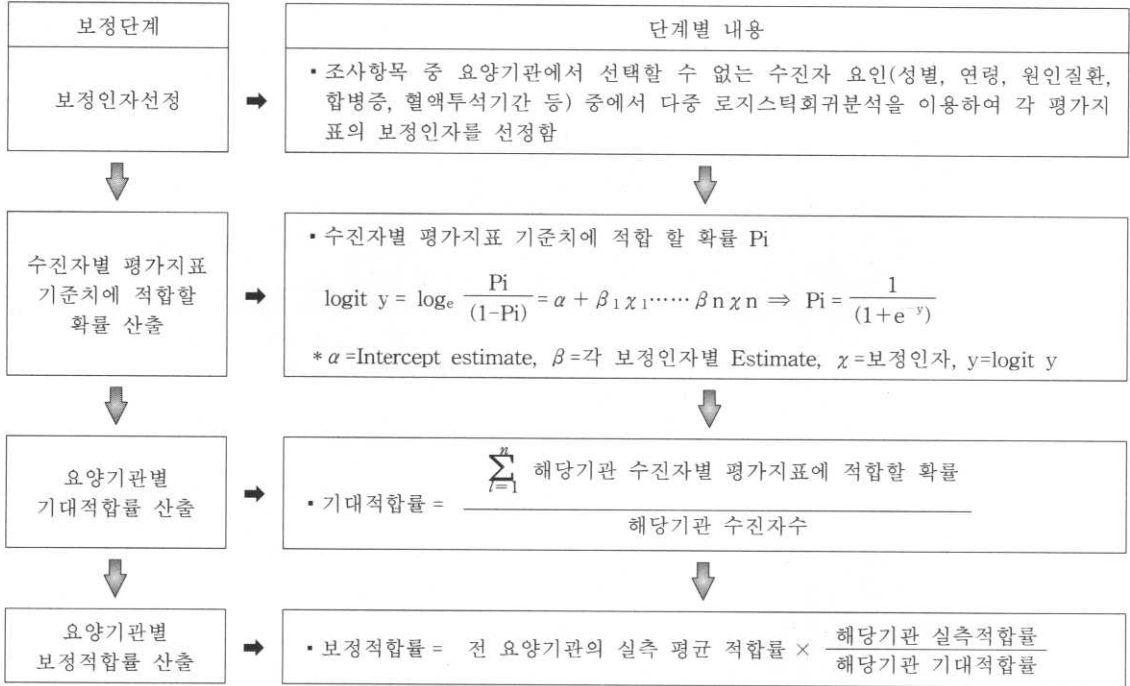 보정단계
단계별 내용
보정인자선정
➡
▪ 조사항목 중 요양기관에서 선택할 수 없는 수진자 요인(성별, 연령, 원인질환,
합병증, 혈액투석기간 등) 중에서 다중 로지스틱회귀분석을 이용하여 각 평가지
표의 보정인자를 선정함
수진자별 평가지표
기준치에 적합할
확률 산출
➡
▪ 수진자별 평가지표 기준치에 적합 할 확률 Pi
logit y = logₑ Pi/(1-Pi) = α + β₁χ₁⋯⋯βnχn ⇒ Pi = 1/(1+e⁻ʸ)
* α=Intercept estimate, β=각 보정인자별 Estimate, χ=보정인자, y=logit y
요양기관별
기대적합률 산출
➡
n
∑ 해당기관 수진자별 평가지표에 적합할 확률
i=1
▪ 기대적합률 =
해당기관 수진자수
요양기관별
보정적합률 산출
➡
▪ 보정적합률 = 전 요양기관의 실측 평균 적합률 × 해당기관 실측적합률
해당기관 기대적합률